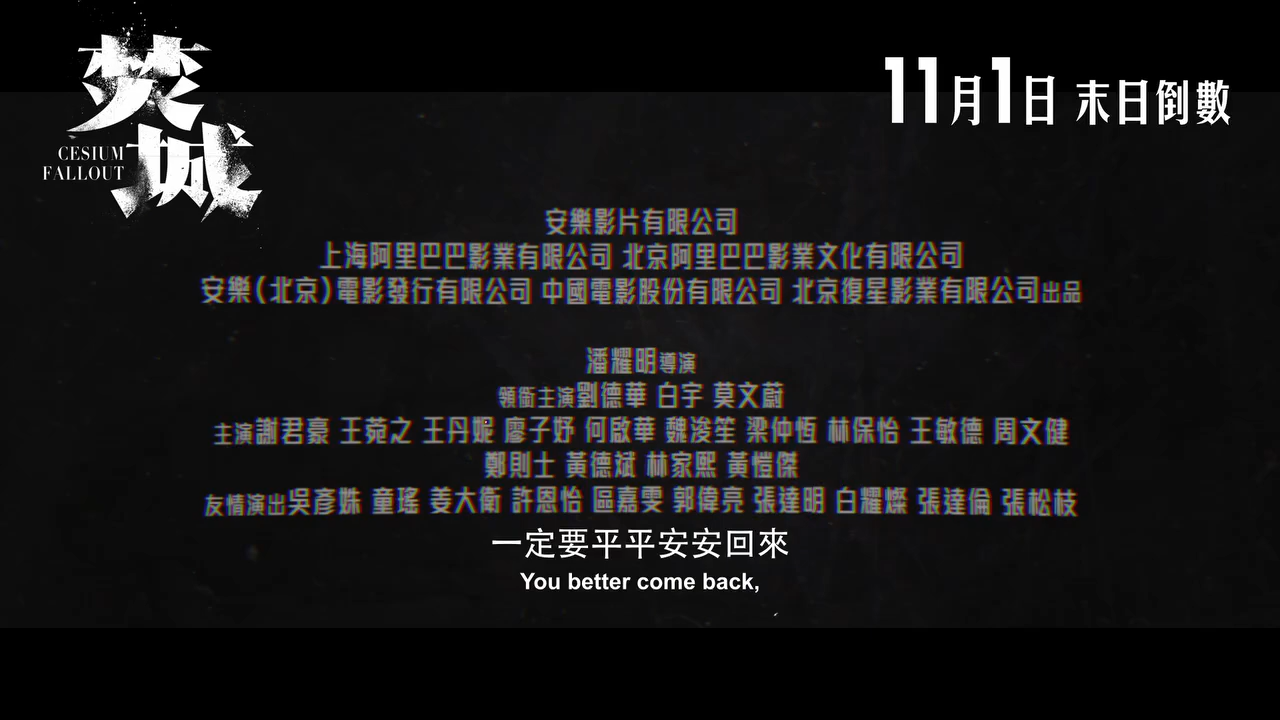 焚城
CESIUM
FALLOUT
11月1日 末日倒數
安樂影片有限公司
上海阿里巴巴影業有限公司 北京阿里巴巴影業文化有限公司
安樂(北京)電影發行有限公司 中國電影股份有限公司 北京復星影業有限公司出品
潘耀明導演
領銜主演劉德華 白宇 莫文蔚
主演謝君豪 王菀之 王丹妮 廖子妤 何啟華 魏浚笙 梁仲恆 林保怡 王敏德 周文健
鄭則士 黃德斌 林家熙 黃愷傑
友情演出吳彥姝 童瑤 姜大衛 許恩怡 區嘉雯 郭偉亮 張達明 白耀燦 張達倫 張松枝
一定要平平安安回來
You better come back,